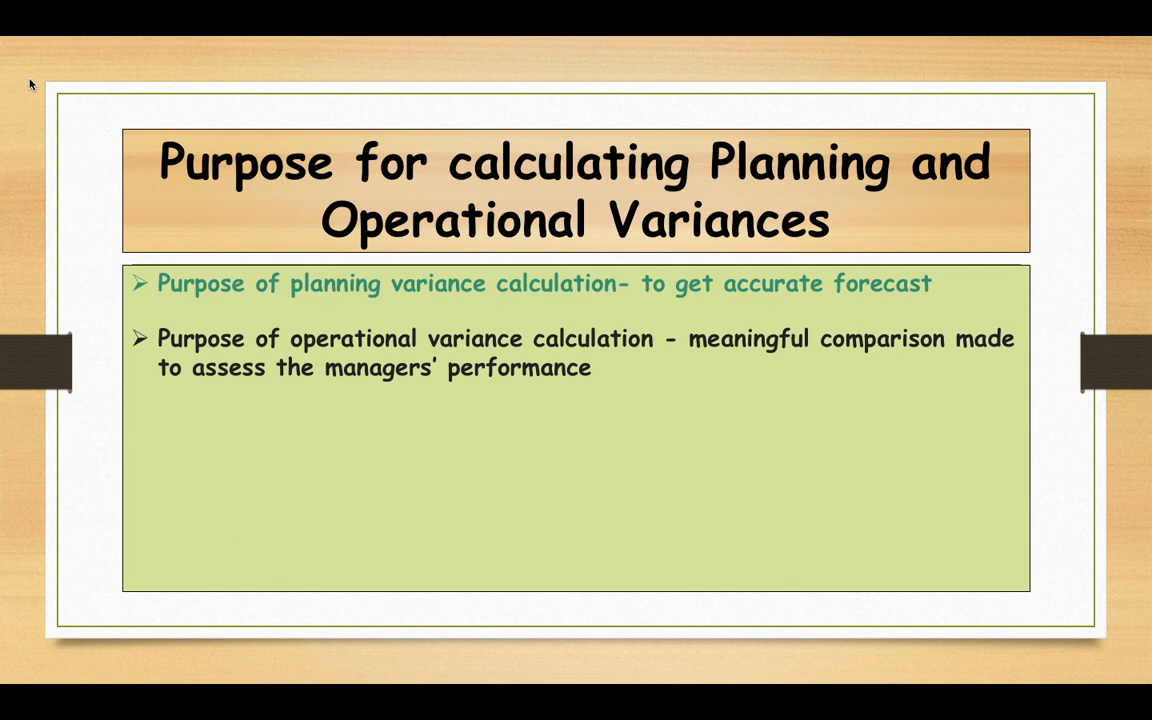 Purpose for calculating Planning and
Operational Variances
➢ Purpose of planning variance calculation- to get accurate forecast
➢ Purpose of operational variance calculation - meaningful comparison made
to assess the managers’ performance